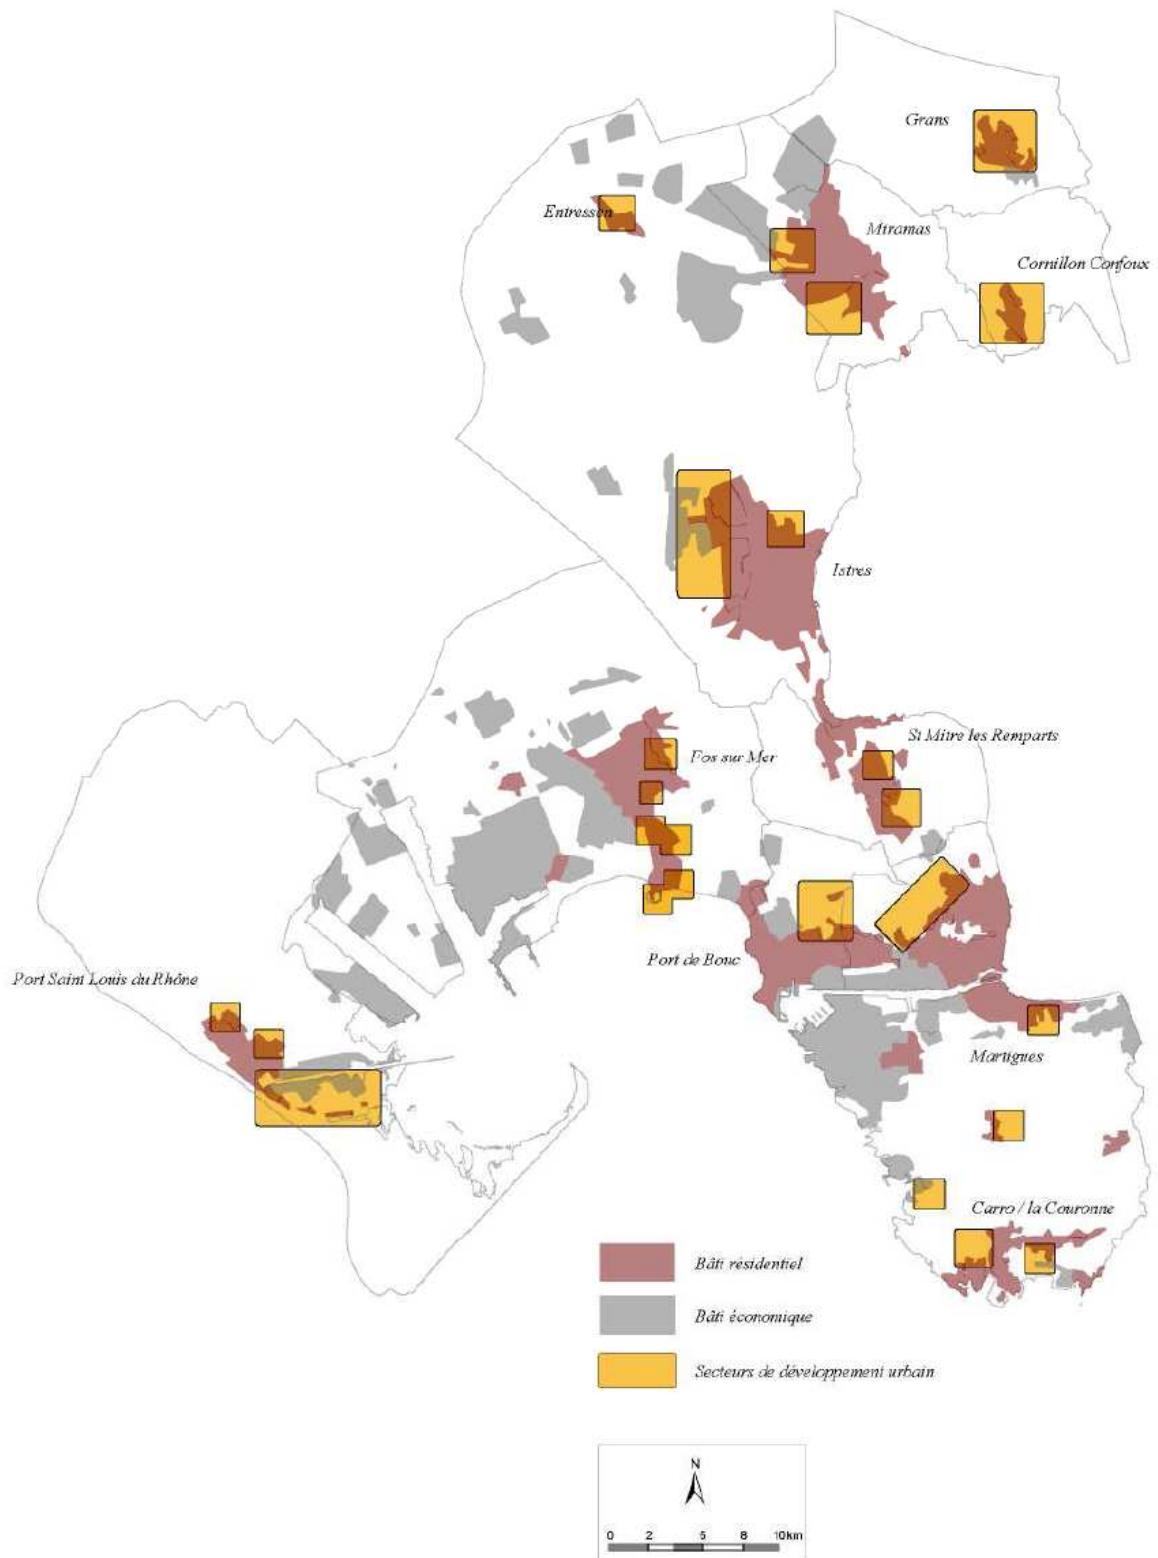 Grans
Entressen
Miramas
Cornillon Confoux
Istres
St Mitre les Remparts
Fos sur Mer
Port de Bouc
Port Saint Louis du Rhône
Martigues
Carro / la Couronne
Bâti résidentiel
Bâti économique
Secteurs de développement urbain
N
0 2 5 8 10km